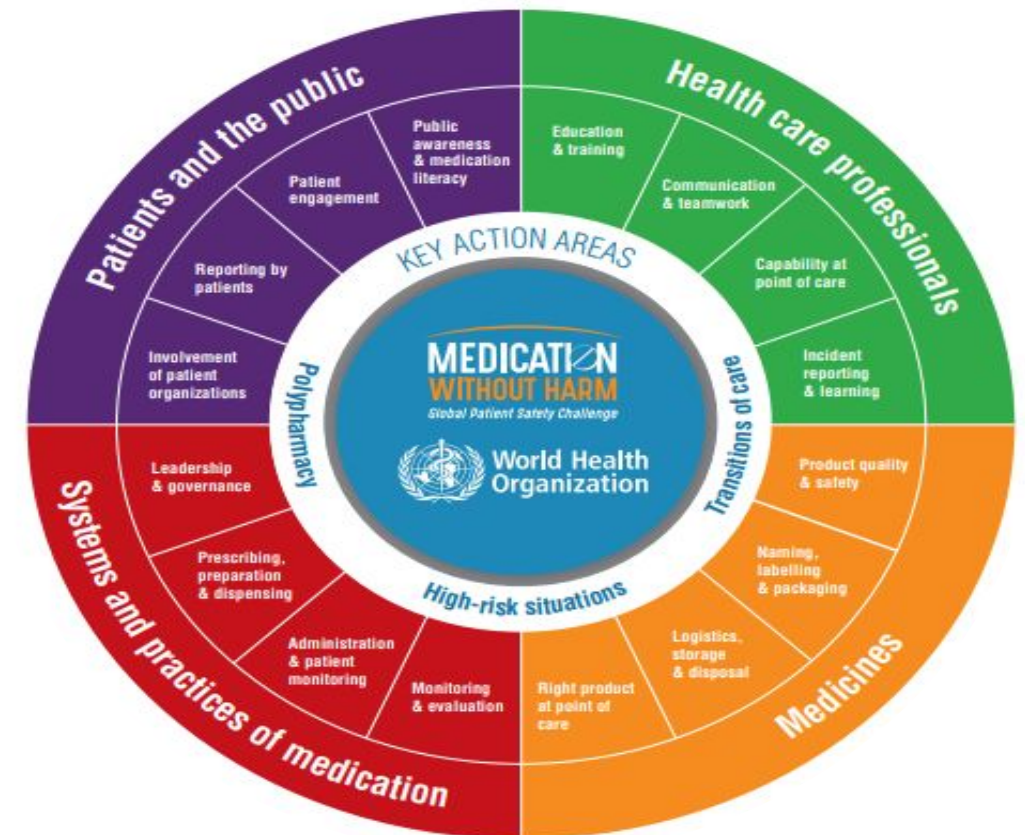 Patients and the public
Public
awareness
& medication
literacy
Patient
engagement
Reporting by
patients
Involvement
of patient
organizations
Health care professionals
Education
& training
Communication
& teamwork
Capability at
point of care
Incident
reporting
& learning
KEY ACTION AREAS
Polypharmacy
Transitions of care
High-risk situations
MEDICATION
WITHOUT HARM
Global Patient Safety Challenge
World Health
Organization
Systems and practices of medication
Leadership
& governance
Prescribing,
preparation
& dispensing
Administration
& patient
monitoring
Monitoring
& evaluation
Medicines
Product quality
& safety
Naming,
labelling
& packaging
Logistics,
storage
& disposal
Right product
at point of
care